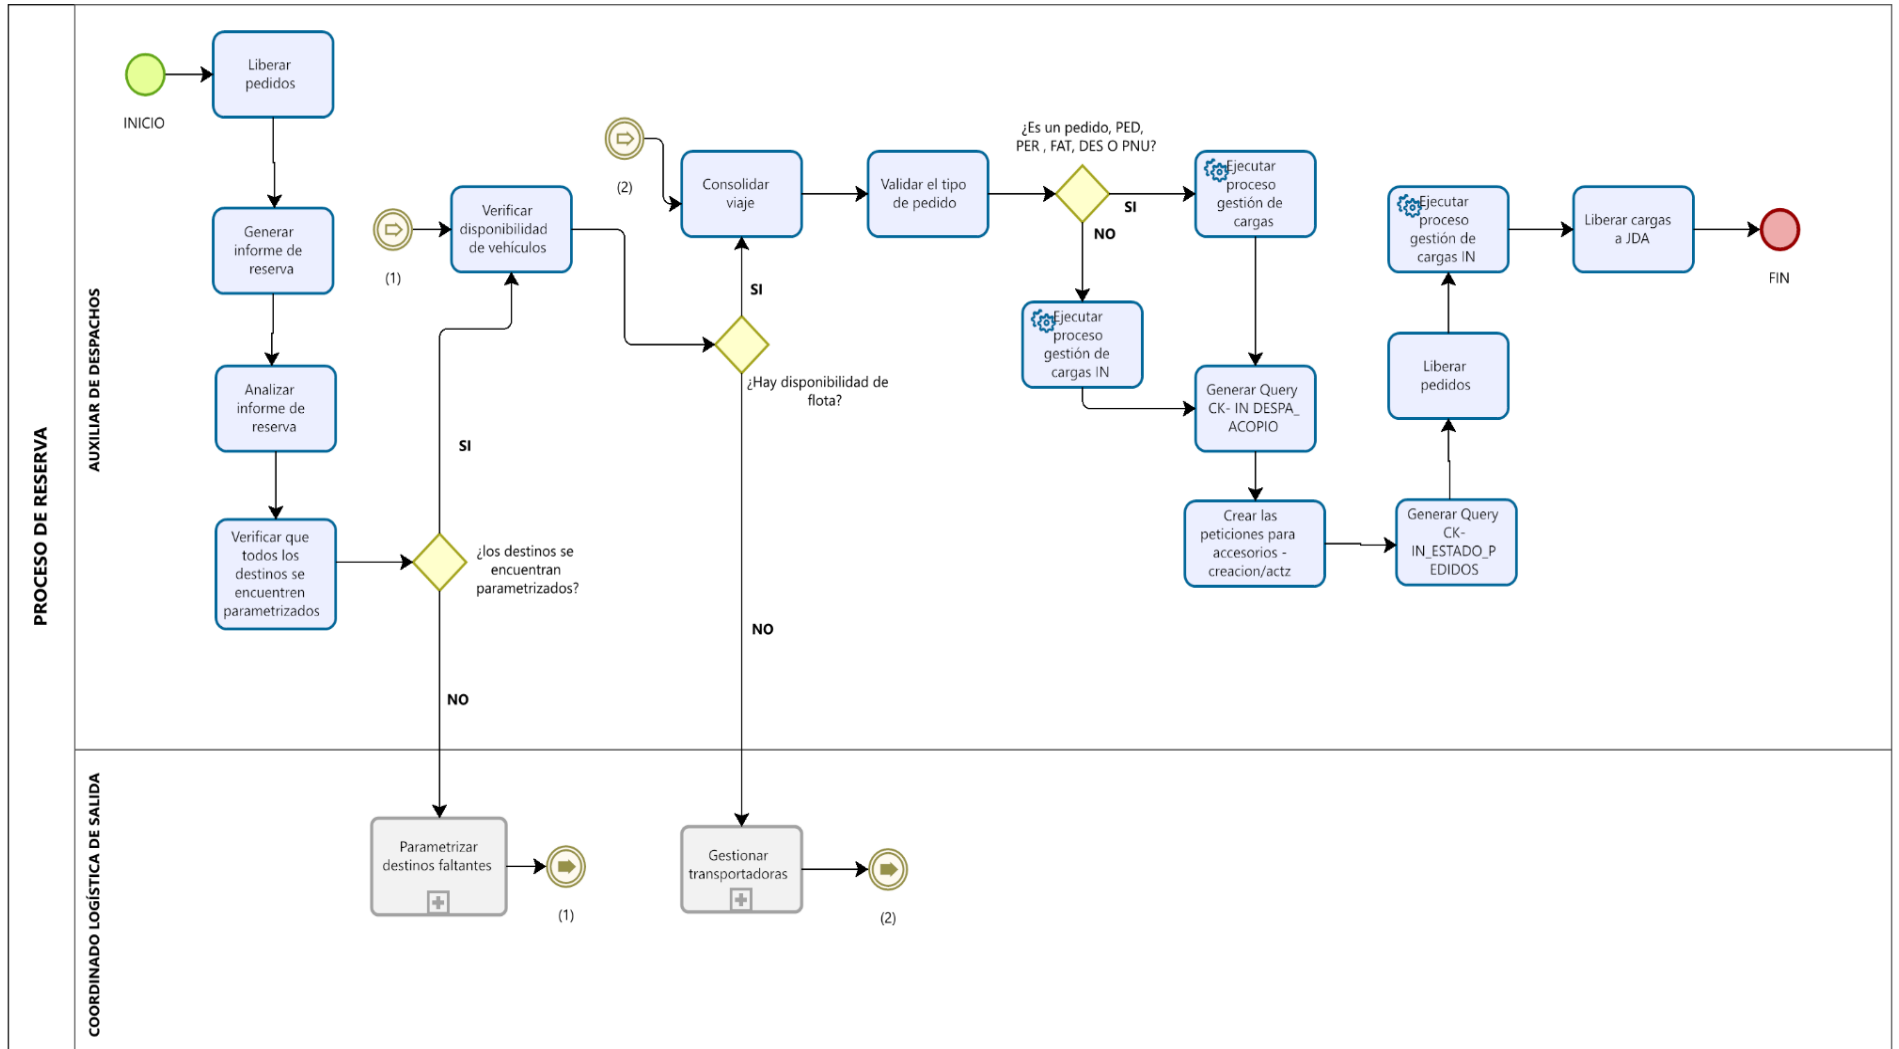 PROCESO DE RESERVA
AUXILIAR DE DESPACHOS
INICIO
Liberar
pedidos
Generar
informe de
reserva
Analizar
informe de
reserva
Verificar que
todos los
destinos se
encuentren
parametrizados
¿los destinos se
encuentran
parametrizados?
SI
NO
(1)
Verificar
disponibilidad
de vehículos
¿Hay disponibilidad de
flota?
SI
NO
(2)
Consolidar
viaje
Validar el tipo
de pedido
¿Es un pedido, PED,
PER , FAT, DES O PNU?
SI
NO
Ejecutar
proceso
gestión de
cargas
Ejecutar
proceso
gestión de
cargas IN
Generar Query
CK- IN DESPA_
ACOPIO
Crear las
peticiones para
accesorios -
creacion/actz
Generar Query
CK-
IN_ESTADO_P
EDIDOS
Liberar
pedidos
Ejecutar
proceso
gestión de
cargas IN
Liberar cargas
a JDA
FIN
COORDINADO LOGÍSTICA DE SALIDA
Parametrizar
destinos faltantes
(1)
Gestionar
transportadoras
(2)